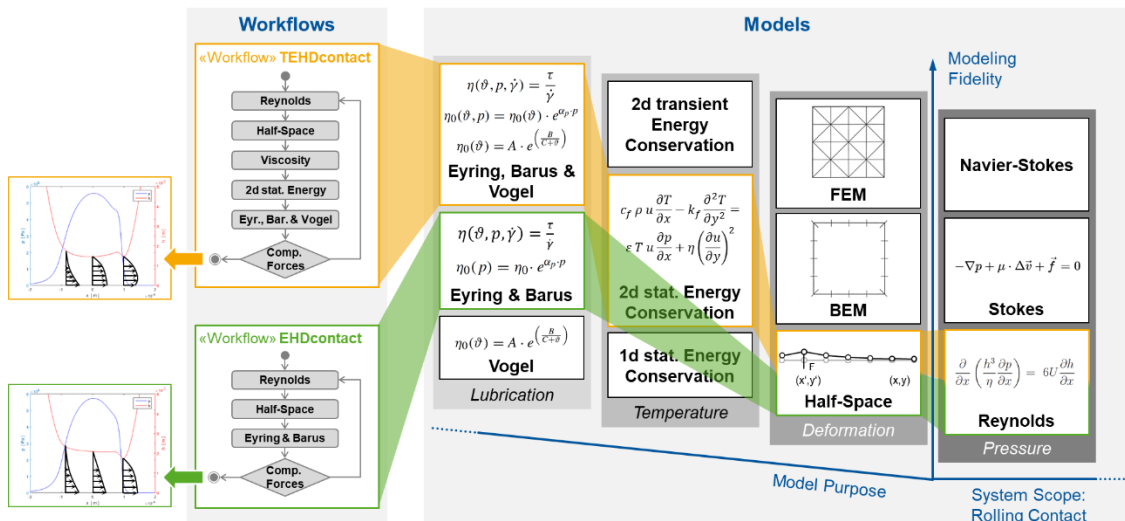 Workflows
Models
«Workflow» TEHDcontact
Reynolds
Half-Space
Viscosity
2d stat. Energy
Eyr., Bar. & Vogel
Comp.
Forces
«Workflow» EHDcontact
Reynolds
Half-Space
Eyring & Barus
Comp.
Forces
η(ϑ, p, γ̇) = τ/γ̇
η₀(ϑ, p) = η₀(ϑ) · e^(αₚ·p)
η₀(ϑ) = A · e^(B/(C+ϑ))
Eyring, Barus &
Vogel
η(ϑ, p, γ̇) = τ/γ̇
η₀(p) = η₀ · e^(αₚ·p)
Eyring & Barus
η₀(ϑ) = A · e^(B/(C+ϑ))
Vogel
Lubrication
2d transient
Energy
Conservation
c_f ρ u ∂T/∂x − k_f ∂²T/∂y² =
ε T u ∂p/∂x + η (∂u/∂y)²
2d stat. Energy
Conservation
1d stat. Energy
Conservation
Temperature
FEM
BEM
F
(x',y')
(x,y)
Half-Space
Deformation
Modeling
Fidelity
Navier-Stokes
−∇p + μ · Δv⃗ + f⃗ = 0
Stokes
∂/∂x (h³/η ∂p/∂x) = 6U ∂h/∂x
Reynolds
Pressure
Model Purpose
System Scope:
Rolling Contact